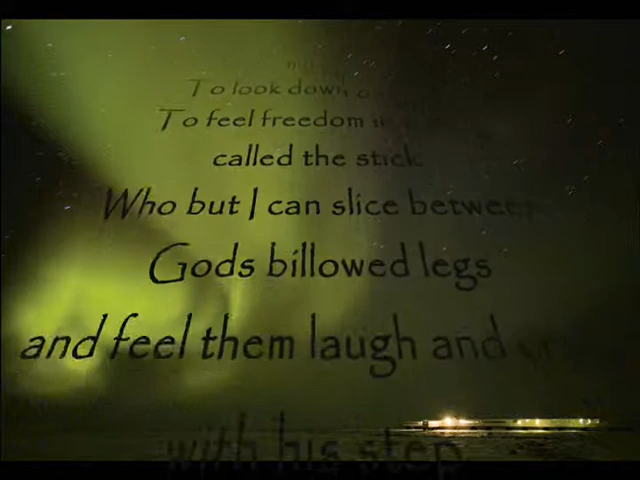 To look down
To feel freedom
called the stick
Who but I can slice between
Gods billowed legs
and feel them laugh and
with his step